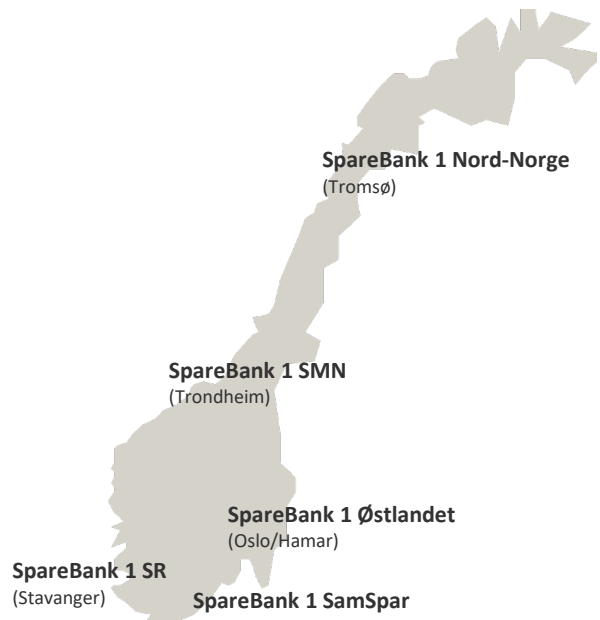 SpareBank 1 Nord-Norge
(Tromsø)
SpareBank 1 SMN
(Trondheim)
SpareBank 1 Østlandet
(Oslo/Hamar)
SpareBank 1 SR
(Stavanger)
SpareBank 1 SamSpar